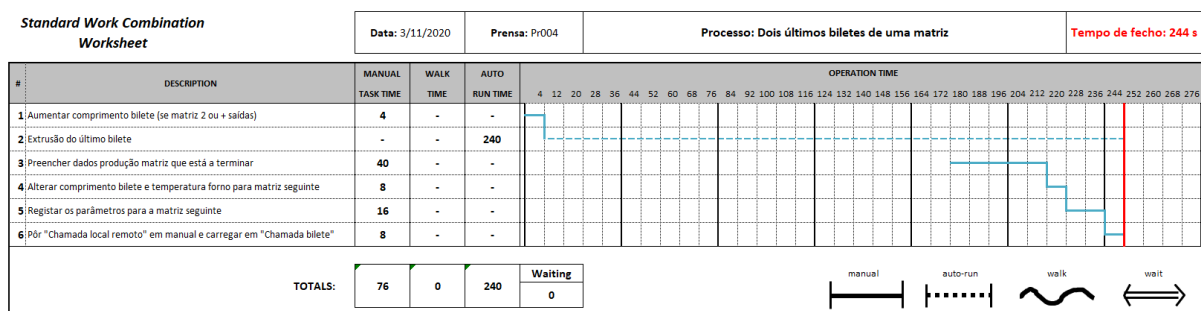 Standard Work Combination
Worksheet
Data: 3/11/2020
Prensa: Pr004
Processo: Dois últimos biletes de uma matriz
Tempo de fecho: 244 s
# DESCRIPTION MANUAL TASK TIME WALK TIME AUTO RUN TIME OPERATION TIME
4 12 20 28 36 44 52 60 68 76 84 92 100 108 116 124 132 140 148 156 164 172 180 188 196 204 212 220 228 236 244 252 260 268 276
1 Aumentar comprimento bilete (se matriz 2 ou + saídas) 4 - -
2 Extrusão do último bilete - - 240
3 Preencher dados produção matriz que está a terminar 40 - -
4 Alterar comprimento bilete e temperatura forno para matriz seguinte 8 - -
5 Registar os parâmetros para a matriz seguinte 16 - -
6 Pôr "Chamada local remoto" em manual e carregar em "Chamada bilete" 8 - -
TOTALS: 76 0 240
Waiting
0
manual auto-run walk wait